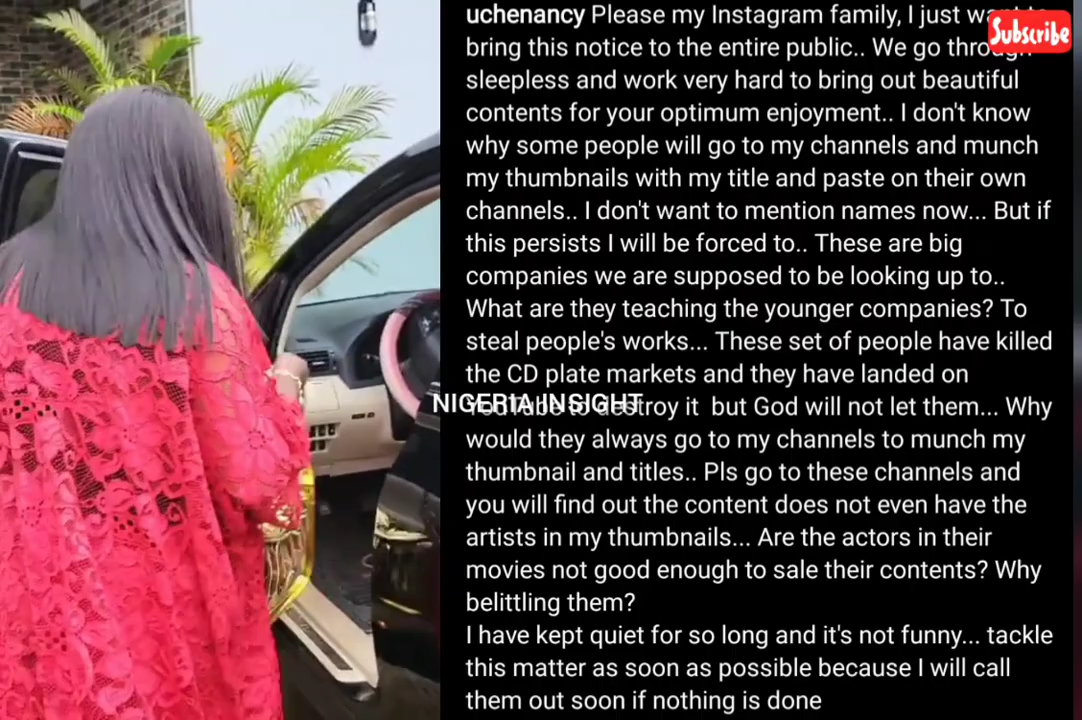 uchenancy Please my Instagram family, I just want to
Subscribe
bring this notice to the entire public.. We go through
sleepless and work very hard to bring out beautiful
contents for your optimum enjoyment.. I don't know
why some people will go to my channels and munch
my thumbnails with my title and paste on their own
channels.. I don't want to mention names now... But if
this persists I will be forced to.. These are big
companies we are supposed to be looking up to..
What are they teaching the younger companies? To
steal people's works... These set of people have killed
the CD plate markets and they have landed on
NIGERIA INSIGHT
YouTube to destroy it but God will not let them... Why
would they always go to my channels to munch my
thumbnail and titles.. Pls go to these channels and
you will find out the content does not even have the
artists in my thumbnails... Are the actors in their
movies not good enough to sale their contents? Why
belittling them?
I have kept quiet for so long and it's not funny... tackle
this matter as soon as possible because I will call
them out soon if nothing is done